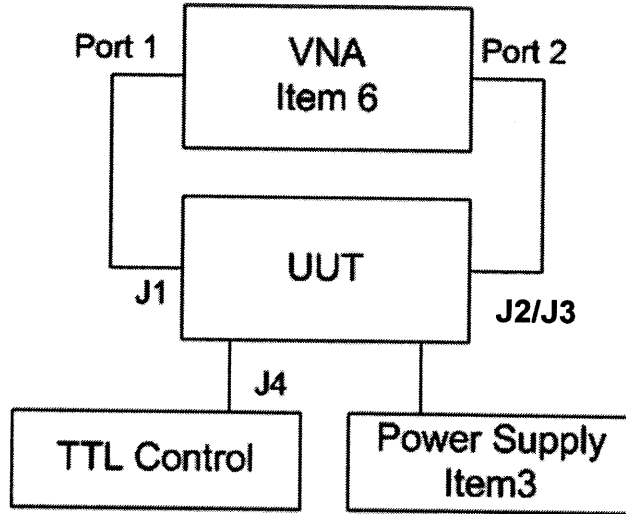 Port 1
VNA
Item 6
Port 2
UUT
J1
J2/J3
J4
TTL Control
Power Supply
Item3